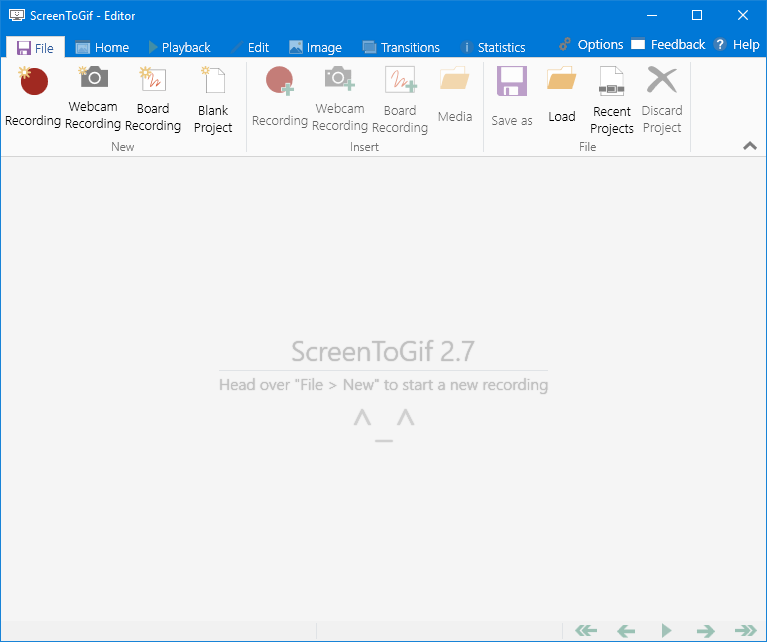 ScreenToGif - Editor
File Home Playback Edit Image Transitions Statistics Options Feedback Help
Recording
Webcam
Recording
Board
Recording
Blank
Project
New
Recording
Webcam
Recording
Board
Recording
Media
Insert
Save as
Load
Recent
Projects
Discard
Project
File
ScreenToGif 2.7
Head over "File > New" to start a new recording
^_^